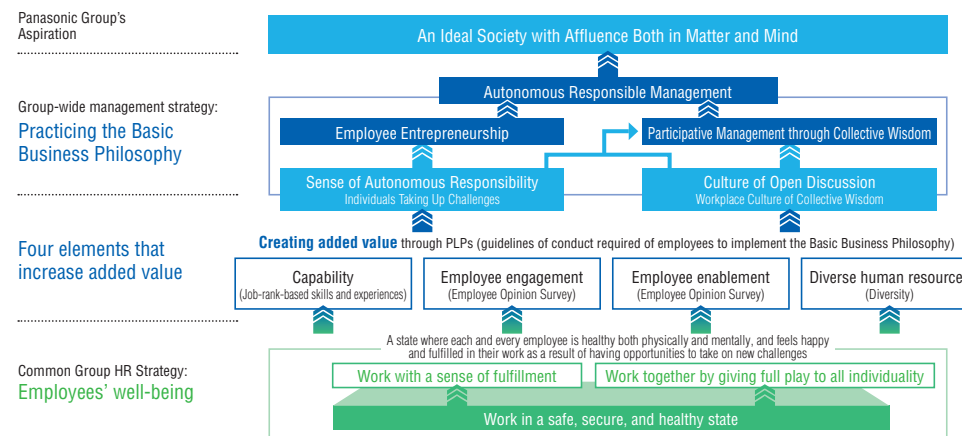 Panasonic Group's
Aspiration
An Ideal Society with Affluence Both in Matter and Mind
Autonomous Responsible Management
Group-wide management strategy:
Practicing the Basic
Business Philosophy
Employee Entrepreneurship
Participative Management through Collective Wisdom
Sense of Autonomous Responsibility
Individuals Taking Up Challenges
Culture of Open Discussion
Workplace Culture of Collective Wisdom
Four elements that
increase added value
Creating added value through PLPs (guidelines of conduct required of employees to implement the Basic Business Philosophy)
Capability
(Job-rank-based skills and experiences)
Employee engagement
(Employee Opinion Survey)
Employee enablement
(Employee Opinion Survey)
Diverse human resource
(Diversity)
A state where each and every employee is healthy both physically and mentally, and feels happy
and fulfilled in their work as a result of having opportunities to take on new challenges
Common Group HR Strategy:
Employees' well-being
Work with a sense of fulfillment
Work together by giving full play to all individuality
Work in a safe, secure, and healthy state